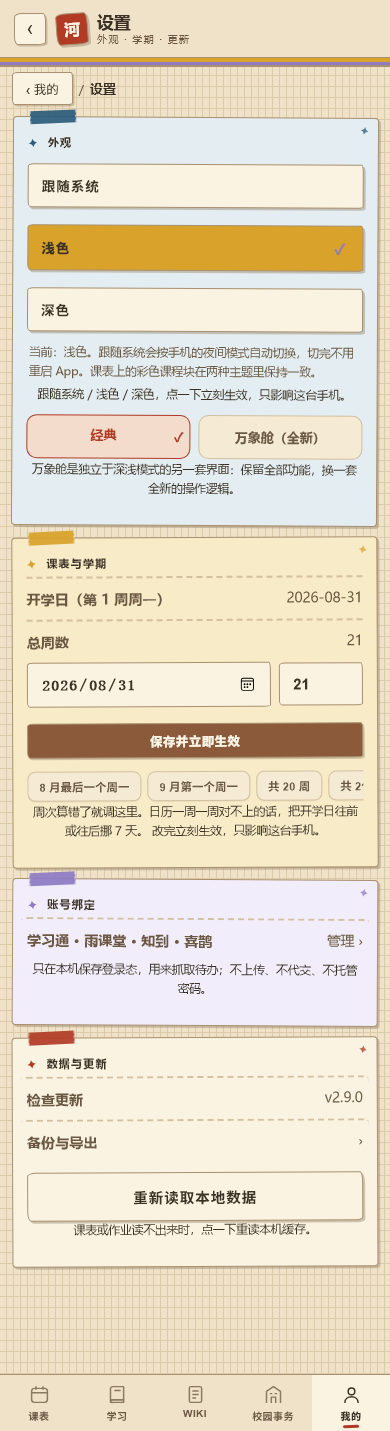 ‹
河
设置
外观 · 学期 · 更新
‹ 我的 / 设置
✦ 外观
跟随系统
浅色 ✓
深色
当前：浅色。跟随系统会按手机的夜间模式自动切换，切完不用
重启 App。课表上的彩色课程块在两种主题里保持一致。
跟随系统 / 浅色 / 深色，点一下立刻生效，只影响这台手机。
经典 ✓ 万象舱（全新）
万象舱是独立于深浅模式的另一套界面：保留全部功能，换一套
全新的操作逻辑。
✦ 课表与学期
开学日（第 1 周周一） 2026-08-31
总周数 21
2026/08/31 21
保存并立即生效
8 月最后一个周一 9 月第一个周一 共 20 周 共 2
周次算错了就调这里。日历一周一周对不上的话，把开学日往前
或往后挪 7 天。 改完立刻生效，只影响这台手机。
✦ 账号绑定
学习通 · 雨课堂 · 知到 · 喜鹊 管理 ›
只在本机保存登录态，用来抓取待办；不上传、不代交、不托管
密码。
✦ 数据与更新
检查更新 v2.9.0
备份与导出 ›
重新读取本地数据
课表或作业读不出来时，点一下重读本机缓存。
课表 学习 WIKI 校园事务 我的